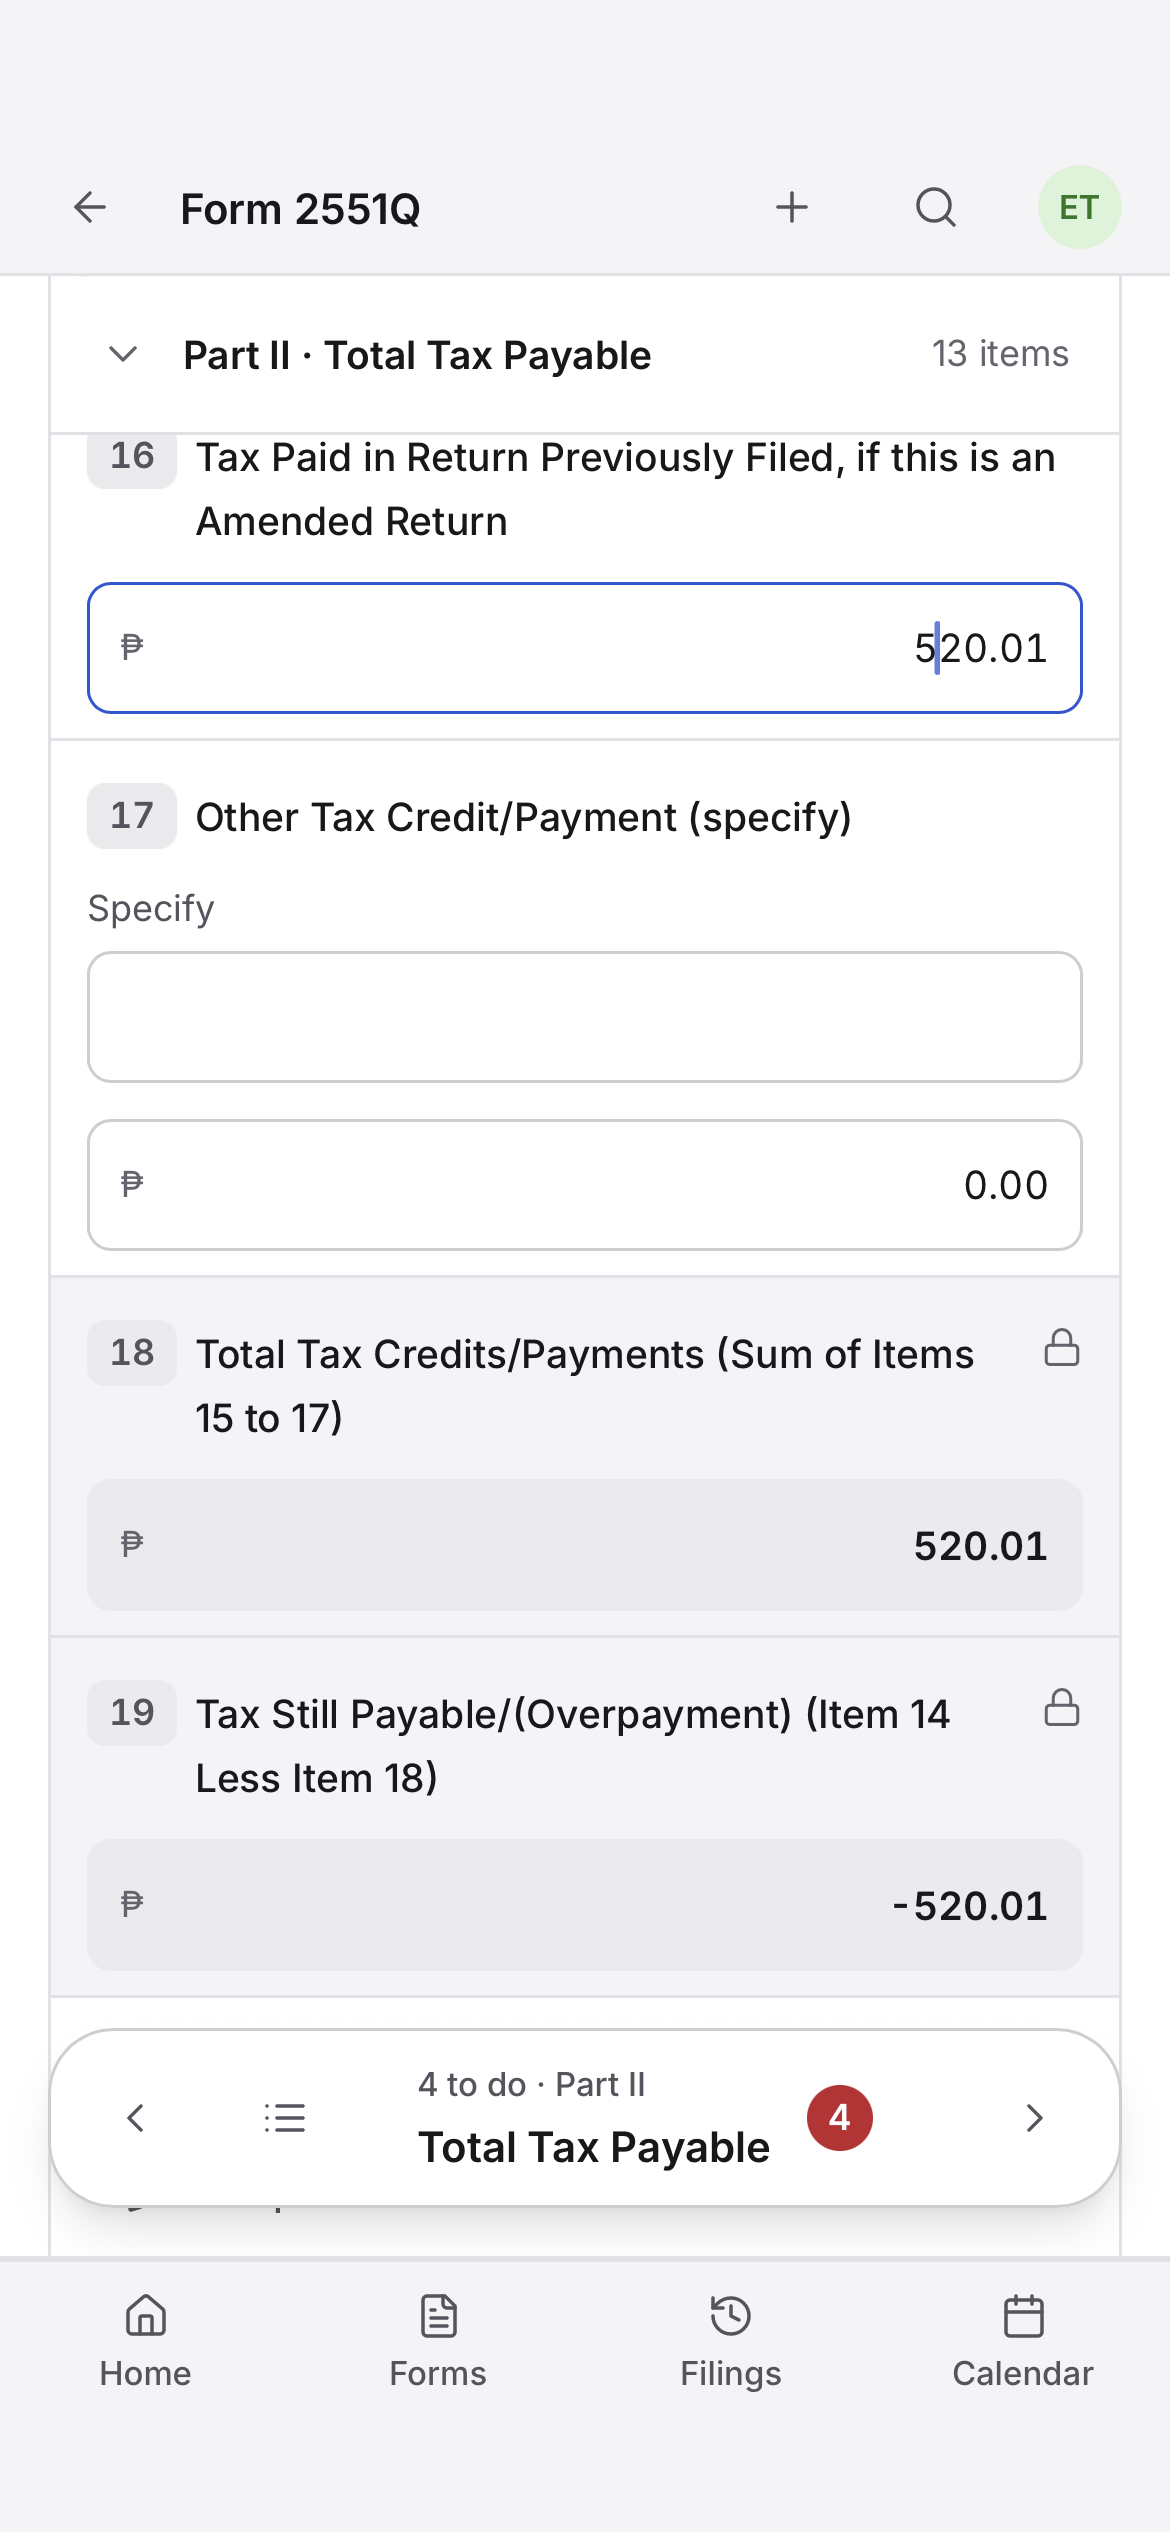 Form 2551Q
ET
Part II · Total Tax Payable
13 items
16 Tax Paid in Return Previously Filed, if this is an
Amended Return
₱ 520.01
17 Other Tax Credit/Payment (specify)
Specify
₱ 0.00
18 Total Tax Credits/Payments (Sum of Items
15 to 17)
₱ 520.01
19 Tax Still Payable/(Overpayment) (Item 14
Less Item 18)
₱ -520.01
4 to do · Part II
Total Tax Payable
4
Home
Forms
Filings
Calendar